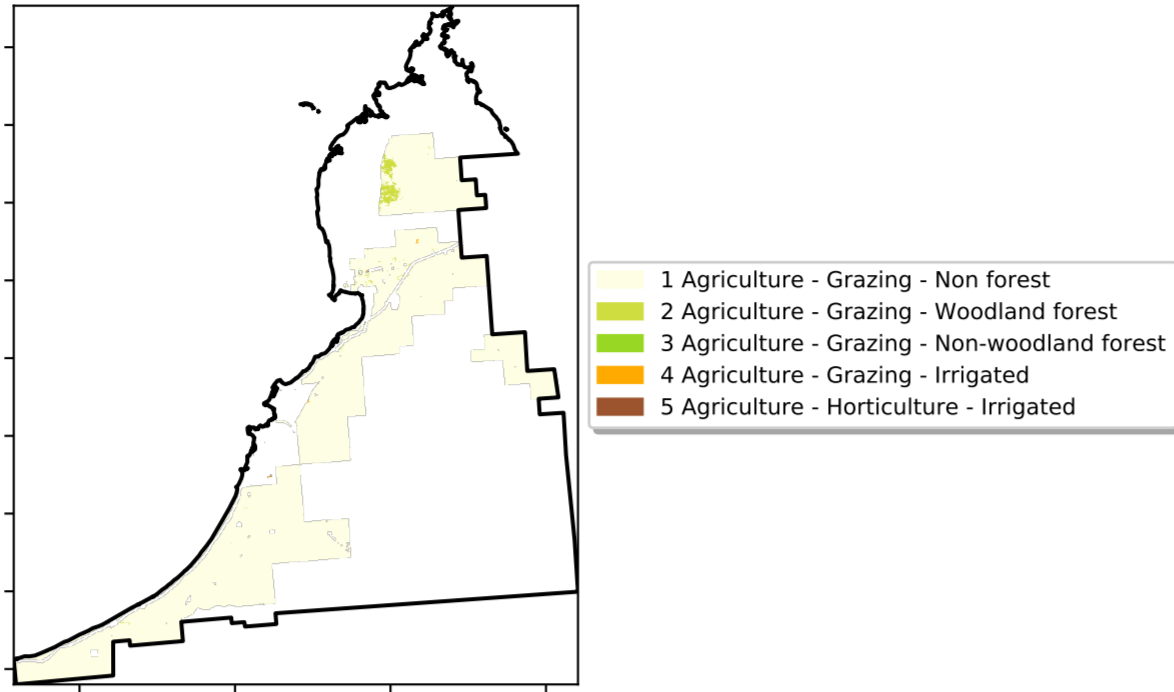 1 Agriculture - Grazing - Non forest
2 Agriculture - Grazing - Woodland forest
3 Agriculture - Grazing - Non-woodland forest
4 Agriculture - Grazing - Irrigated
5 Agriculture - Horticulture - Irrigated